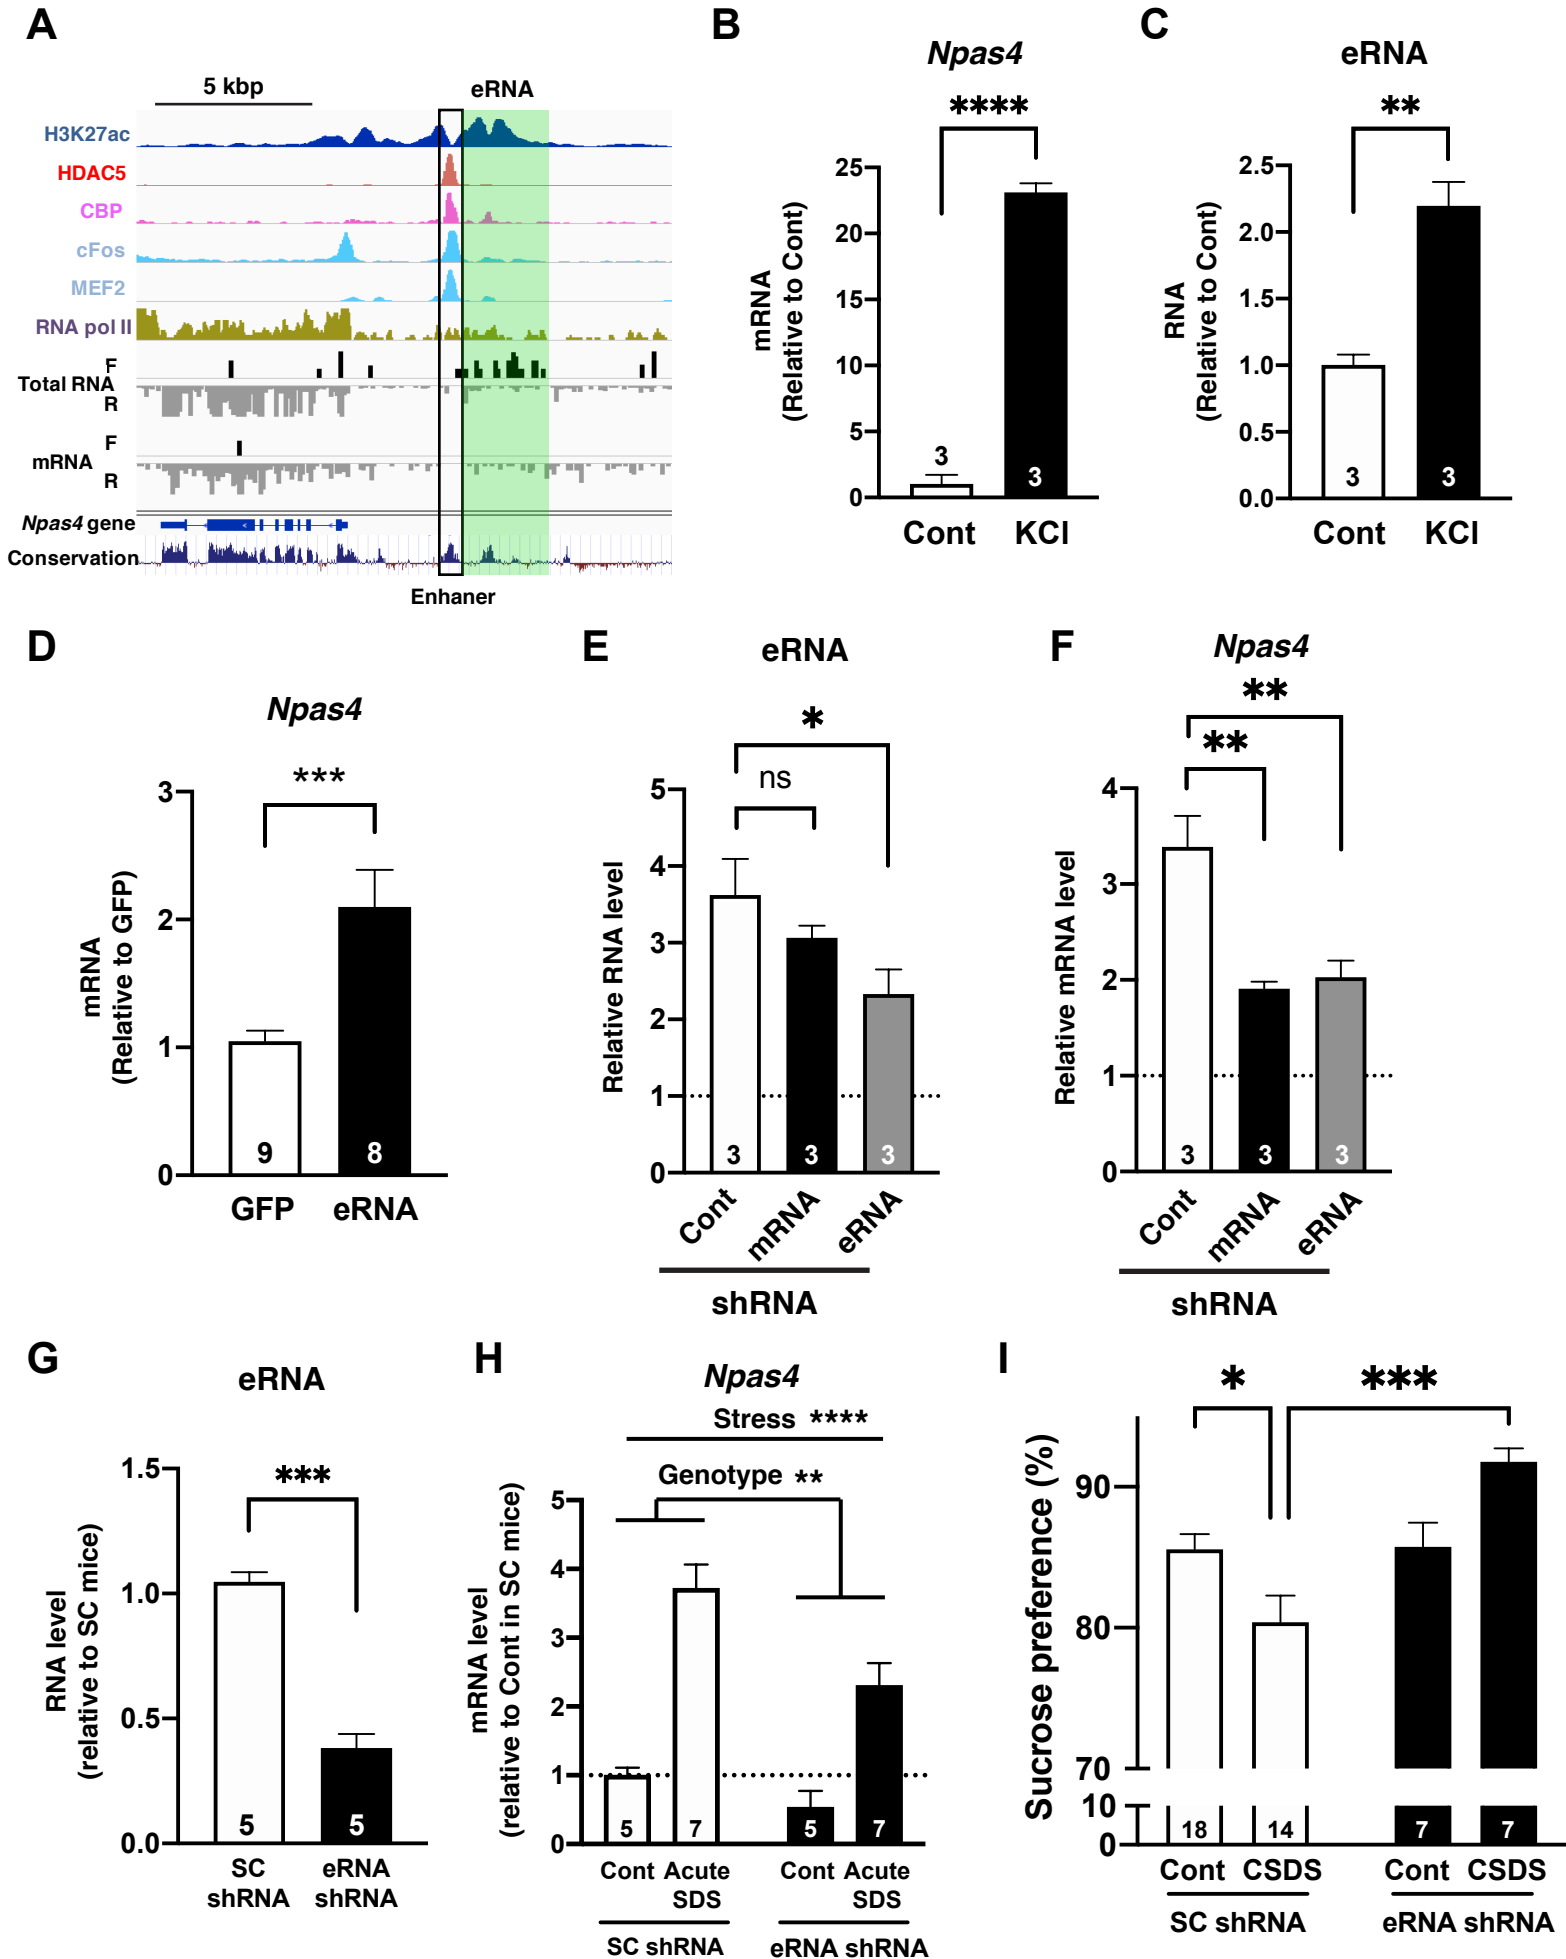 A
5 kbp
eRNA
H3K27ac
HDAC5
CBP
cFos
MEF2
RNA pol II
F
Total RNA
R
F
mRNA
R
Npas4 gene
Conservation
Enhaner
B
Npas4
****
mRNA
(Relative to Cont)
25
20
15
10
5
0
3
3
Cont
KCl
C
eRNA
**
RNA
(Relative to Cont)
2.5
2.0
1.5
1.0
0.5
0.0
3
3
Cont
KCl
D
Npas4
***
mRNA
(Relative to GFP)
3
2
1
0
9
8
GFP
eRNA
E
eRNA
*
ns
Relative RNA level
5
4
3
2
1
0
3
3
3
Cont
mRNA
eRNA
shRNA
F
Npas4
**
**
Relative mRNA level
4
3
2
1
0
3
3
3
Cont
mRNA
eRNA
shRNA
G
eRNA
***
RNA level
(relative to SC mice)
1.5
1.0
0.5
0.0
5
5
SC
shRNA
eRNA
shRNA
H
Npas4
Stress ****
Genotype **
mRNA level
(relative to Cont in SC mice)
5
4
3
2
1
0
5
7
5
7
Cont
Acute
SDS
Cont
Acute
SDS
SC shRNA
eRNA shRNA
I
*
***
Sucrose preference (%)
90
80
70
10
0
18
14
7
7
Cont
CSDS
Cont
CSDS
SC shRNA
eRNA shRNA